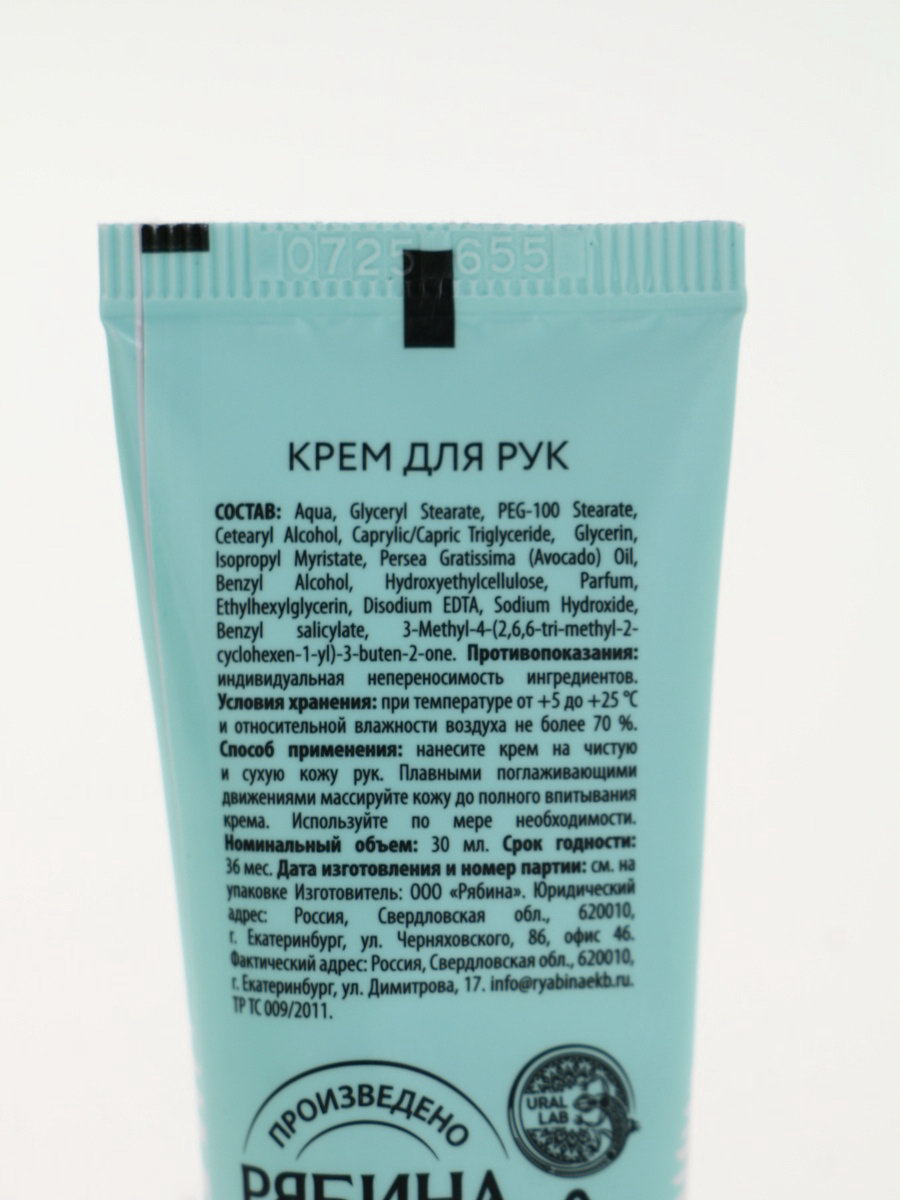 0725 655
КРЕМ ДЛЯ РУК
СОСТАВ: Aqua, Glyceryl Stearate, PEG-100 Stearate,
Cetearyl Alcohol, Caprylic/Capric Triglyceride, Glycerin,
Isopropyl Myristate, Persea Gratissima (Avocado) Oil,
Benzyl Alcohol, Hydroxyethylcellulose, Parfum,
Ethylhexylglycerin, Disodium EDTA, Sodium Hydroxide,
Benzyl salicylate, 3-Methyl-4-(2,6,6-tri-methyl-2-
cyclohexen-1-yl)-3-buten-2-one. Противопоказания:
индивидуальная непереносимость ингредиентов.
Условия хранения: при температуре от +5 до +25 °C
и относительной влажности воздуха не более 70 %.
Способ применения: нанесите крем на чистую
и сухую кожу рук. Плавными поглаживающими
движениями массируйте кожу до полного впитывания
крема. Используйте по мере необходимости.
Номинальный объем: 30 мл. Срок годности:
36 мес. Дата изготовления и номер партии: см. на
упаковке Изготовитель: ООО «Рябина». Юридический
адрес: Россия, Свердловская обл., 620010,
г. Екатеринбург, ул. Черняховского, 86, офис 46.
Фактический адрес: Россия, Свердловская обл., 620010,
г. Екатеринбург, ул. Димитрова, 17. info@ryabinaekb.ru.
ТР ТС 009/2011.
ПРОИЗВЕДЕНО
URAL
LAB
РЯБИНА